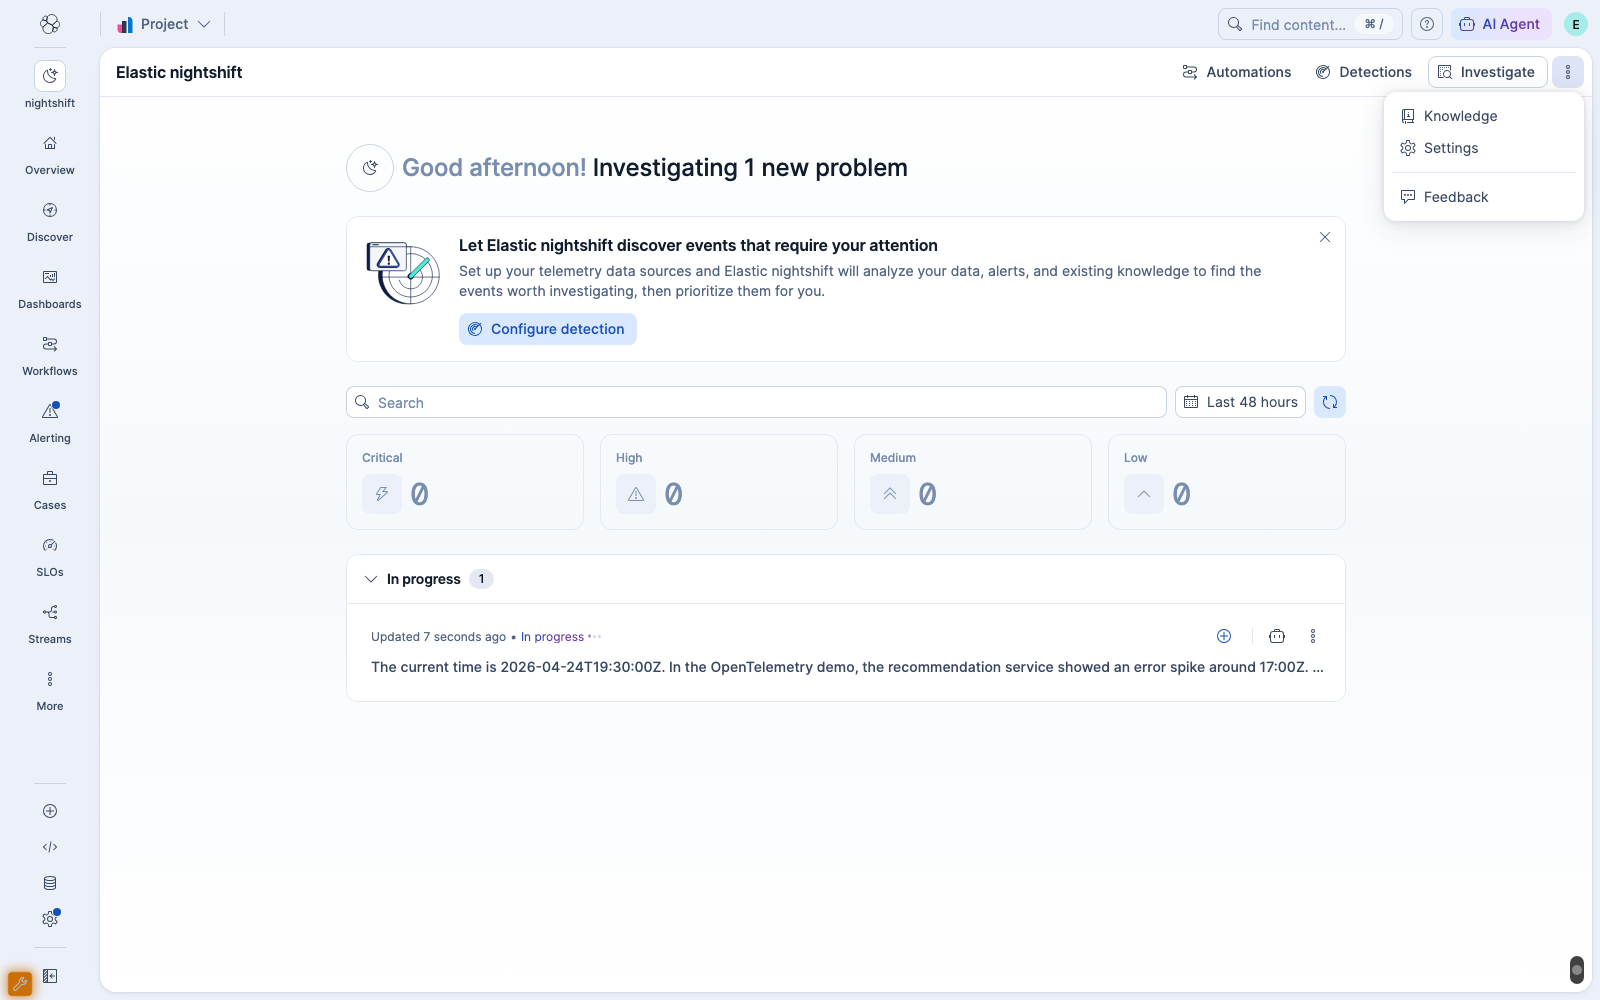 Project
Find content...
⌘ /
AI Agent
E
Elastic nightshift
Automations
Detections
Investigate
Knowledge
Settings
Feedback
nightshift
Overview
Discover
Dashboards
Workflows
Alerting
Cases
SLOs
Streams
More
Good afternoon! Investigating 1 new problem
Let Elastic nightshift discover events that require your attention
Set up your telemetry data sources and Elastic nightshift will analyze your data, alerts, and existing knowledge to find the
events worth investigating, then prioritize them for you.
Configure detection
Search
Last 48 hours
Critical
0
High
0
Medium
0
Low
0
In progress 1
Updated 7 seconds ago • In progress
The current time is 2026-04-24T19:30:00Z. In the OpenTelemetry demo, the recommendation service showed an error spike around 17:00Z. ...